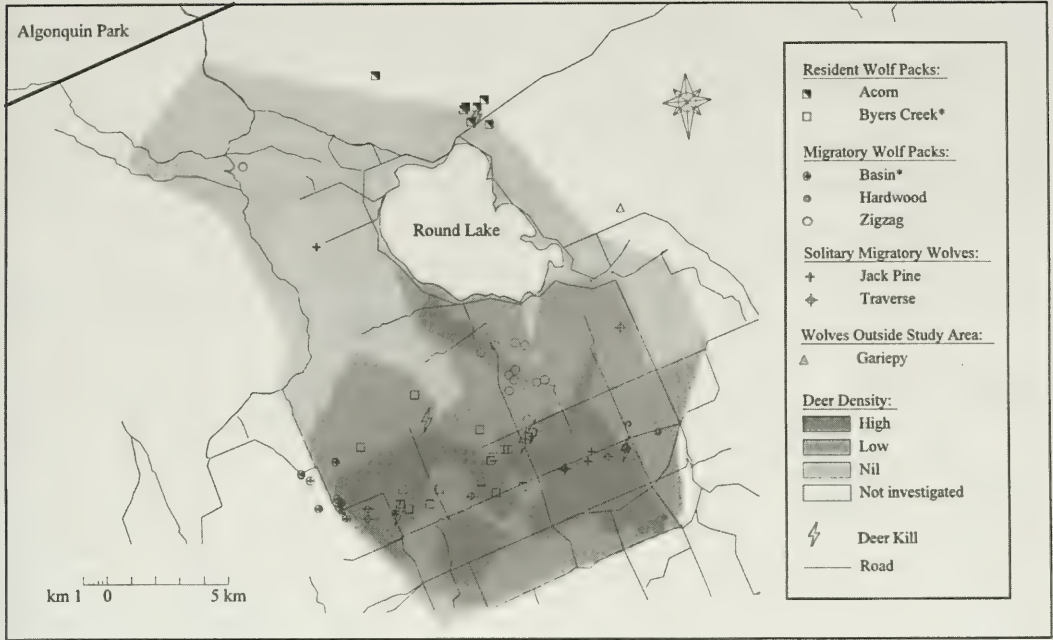 Algonquin Park
Round Lake
km 1 0 5 km
Resident Wolf Packs:
Acorn
Byers Creek*
Migratory Wolf Packs:
Basin*
Hardwood
Zigzag
Solitary Migratory Wolves:
Jack Pine
Traverse
Wolves Outside Study Area:
Gariepy
Deer Density:
High
Low
Nil
Not investigated
Deer Kill
Road